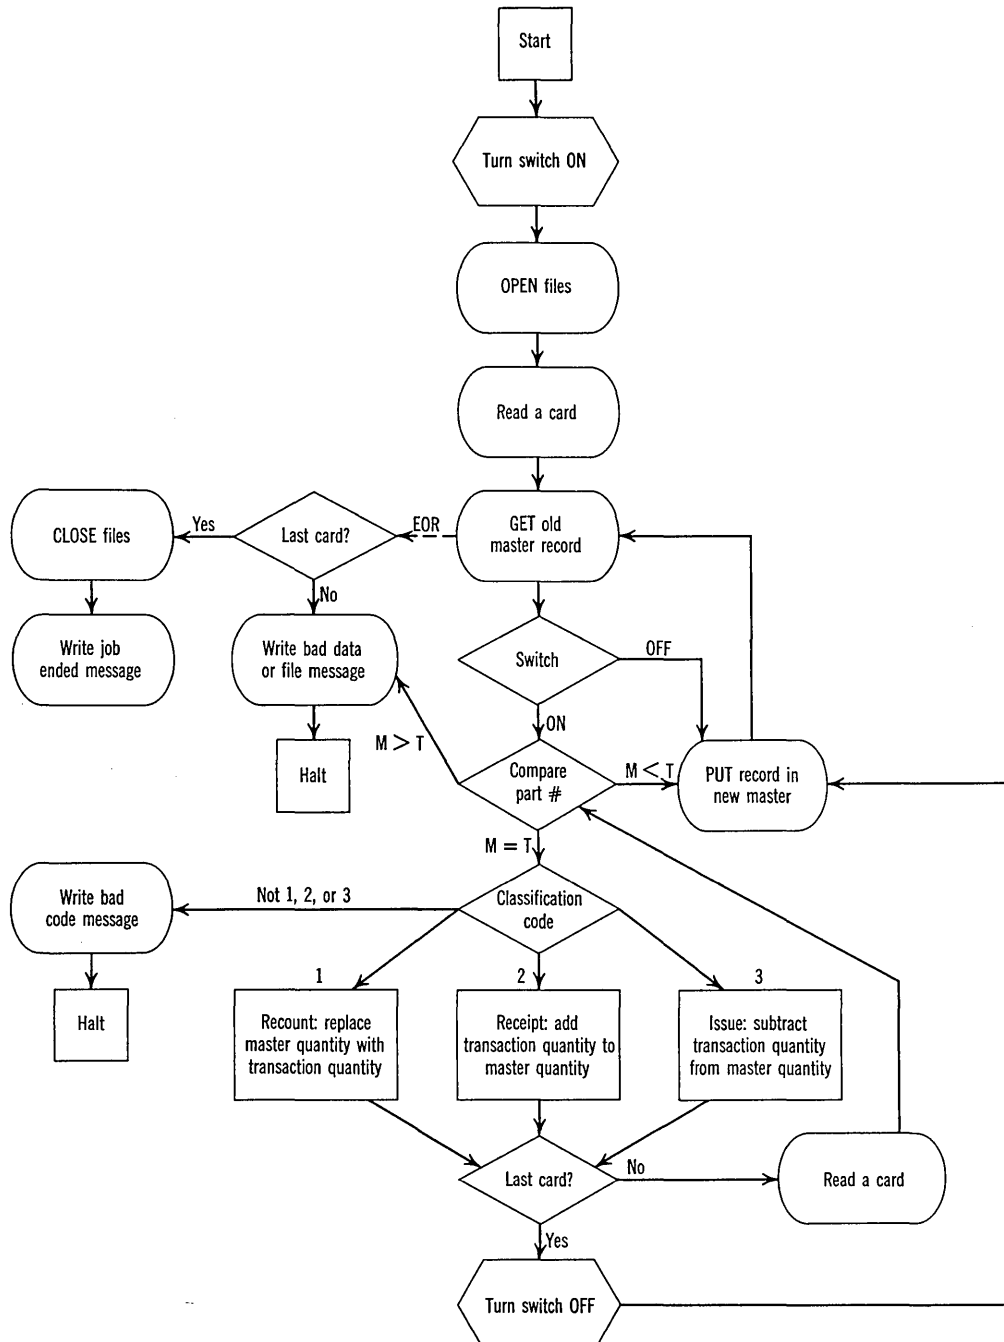 Start
Turn switch ON
OPEN files
Read a card
GET old
master record
EOR
Last card?
Yes
CLOSE files
No
Write job
ended message
Write bad data
or file message
Switch
OFF
ON
Halt
M > T
Compare
part #
M < T
PUT record in
new master
M = T
Write bad
code message
Not 1, 2, or 3
Classification
code
Halt
1
Recount: replace
master quantity with
transaction quantity
2
Receipt: add
transaction quantity to
master quantity
3
Issue: subtract
transaction quantity
from master quantity
Last card?
No
Read a card
Yes
Turn switch OFF